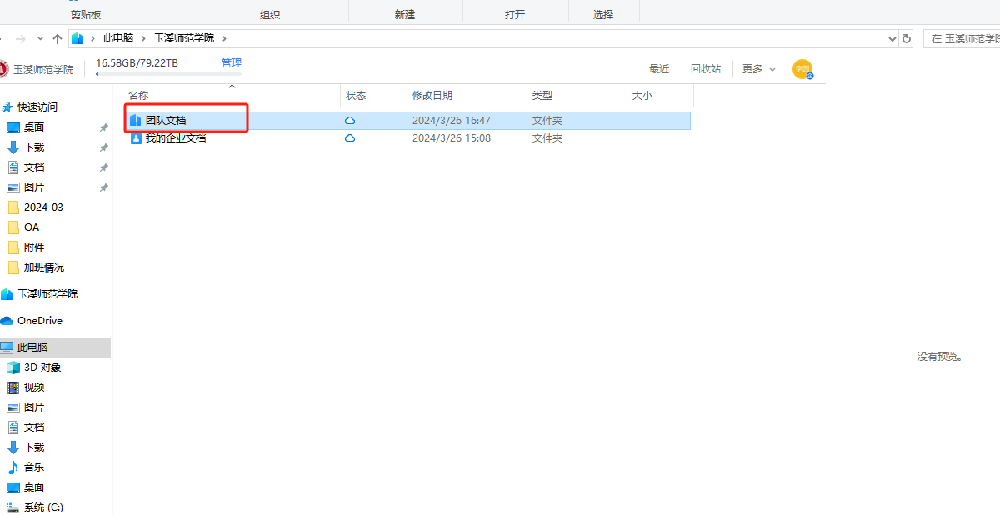 剪贴板 组织 新建 打开 选择
此电脑 玉溪师范学院 在 玉溪师范学院
玉溪师范学院 16.58GB/79.22TB 管理 最近 回收站 更多
名称 状态 修改日期 类型 大小
团队文档 2024/3/26 16:47 文件夹
我的企业文档 2024/3/26 15:08 文件夹
快速访问
桌面
下载
文档
图片
2024-03
OA
附件
加班情况
玉溪师范学院
OneDrive
此电脑
3D 对象
视频
图片
文档
下载
音乐
桌面
系统 (C:)
没有预览。